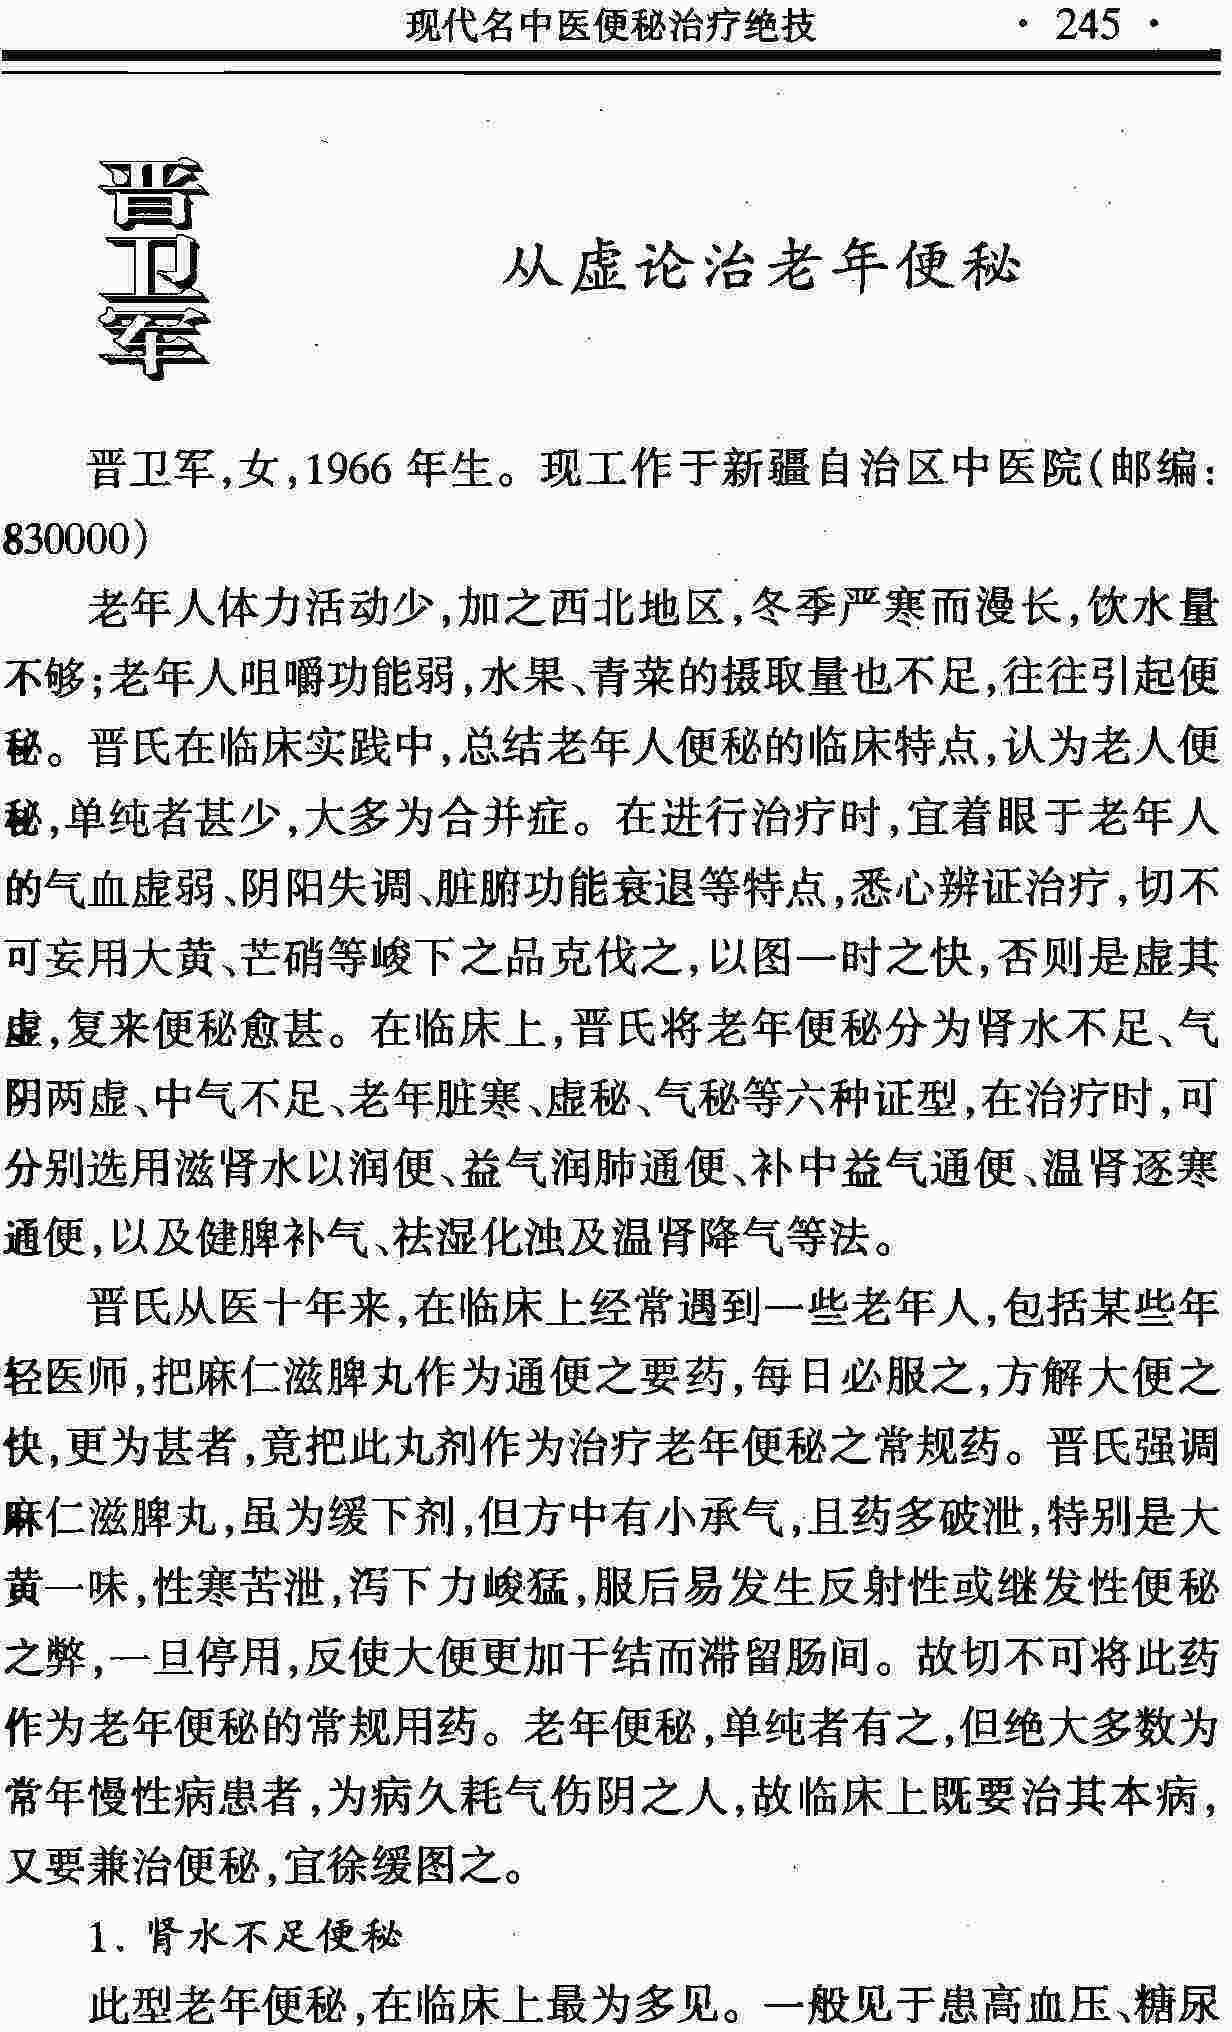 现代名中医便秘治疗绝技 · 245 ·
晋卫军
从虚论治老年便秘
晋卫军,女,1966 年生。现工作于新疆自治区中医院(邮编:
830000)
老年人体力活动少,加之西北地区,冬季严寒而漫长,饮水量
不够;老年人咀嚼功能弱,水果、青菜的摄取量也不足,往往引起便
秘。晋氏在临床实践中,总结老年人便秘的临床特点,认为老人便
秘,单纯者甚少,大多为合并症。在进行治疗时,宜着眼于老年人
的气血虚弱、阴阳失调、脏腑功能衰退等特点,悉心辨证治疗,切不
可妄用大黄、芒硝等峻下之品克伐之,以图一时之快,否则是虚其
虚,复来便秘愈甚。在临床上,晋氏将老年便秘分为肾水不足、气
阴两虚、中气不足、老年脏寒、虚秘、气秘等六种证型,在治疗时,可
分别选用滋肾水以润便、益气润肺通便、补中益气通便、温肾逐寒
通便,以及健脾补气、祛湿化浊及温肾降气等法。
晋氏从医十年来,在临床上经常遇到一些老年人,包括某些年
轻医师,把麻仁滋脾丸作为通便之要药,每日必服之,方解大便之
快,更为甚者,竟把此丸剂作为治疗老年便秘之常规药。晋氏强调
麻仁滋脾丸,虽为缓下剂,但方中有小承气,且药多破泄,特别是大
黄一味,性寒苦泄,泻下力峻猛,服后易发生反射性或继发性便秘
之弊,一旦停用,反使大便更加干结而滞留肠间。故切不可将此药
作为老年便秘的常规用药。老年便秘,单纯者有之,但绝大多数为
常年慢性病患者,为病久耗气伤阴之人,故临床上既要治其本病,
又要兼治便秘,宜徐缓图之。
1. 肾水不足便秘
此型老年便秘,在临床上最为多见。一般见于患高血压、糖尿